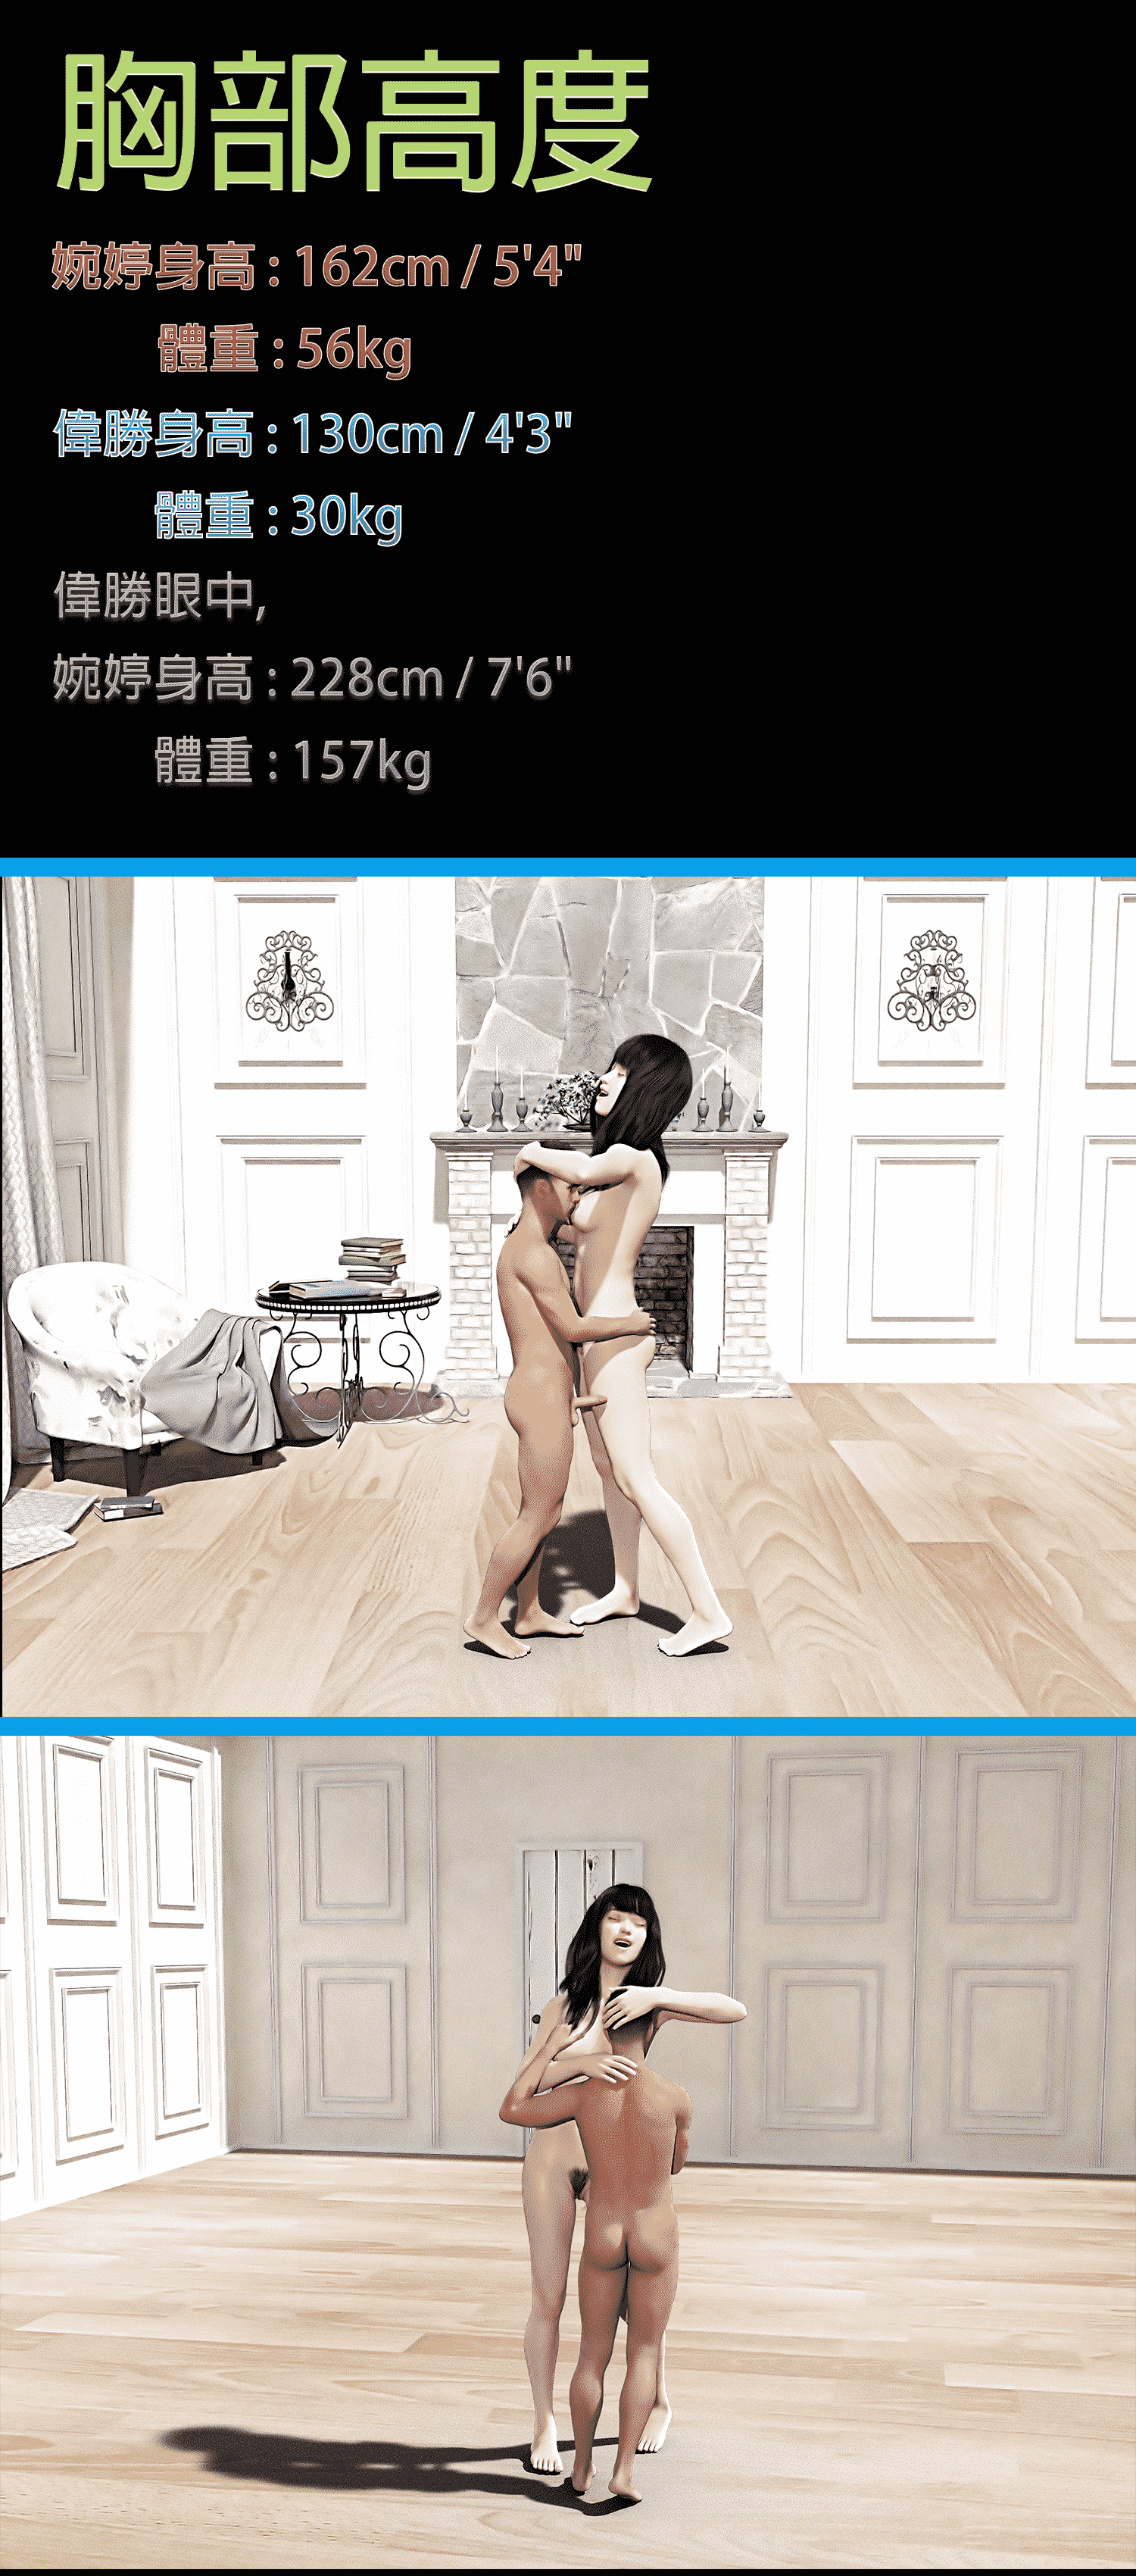 胸部高度
婉婷身高 : 162cm / 5'4"
體重 : 56kg
偉勝身高 : 130cm / 4'3"
體重 : 30kg
偉勝眼中,
婉婷身高 : 228cm / 7'6"
體重 : 157kg